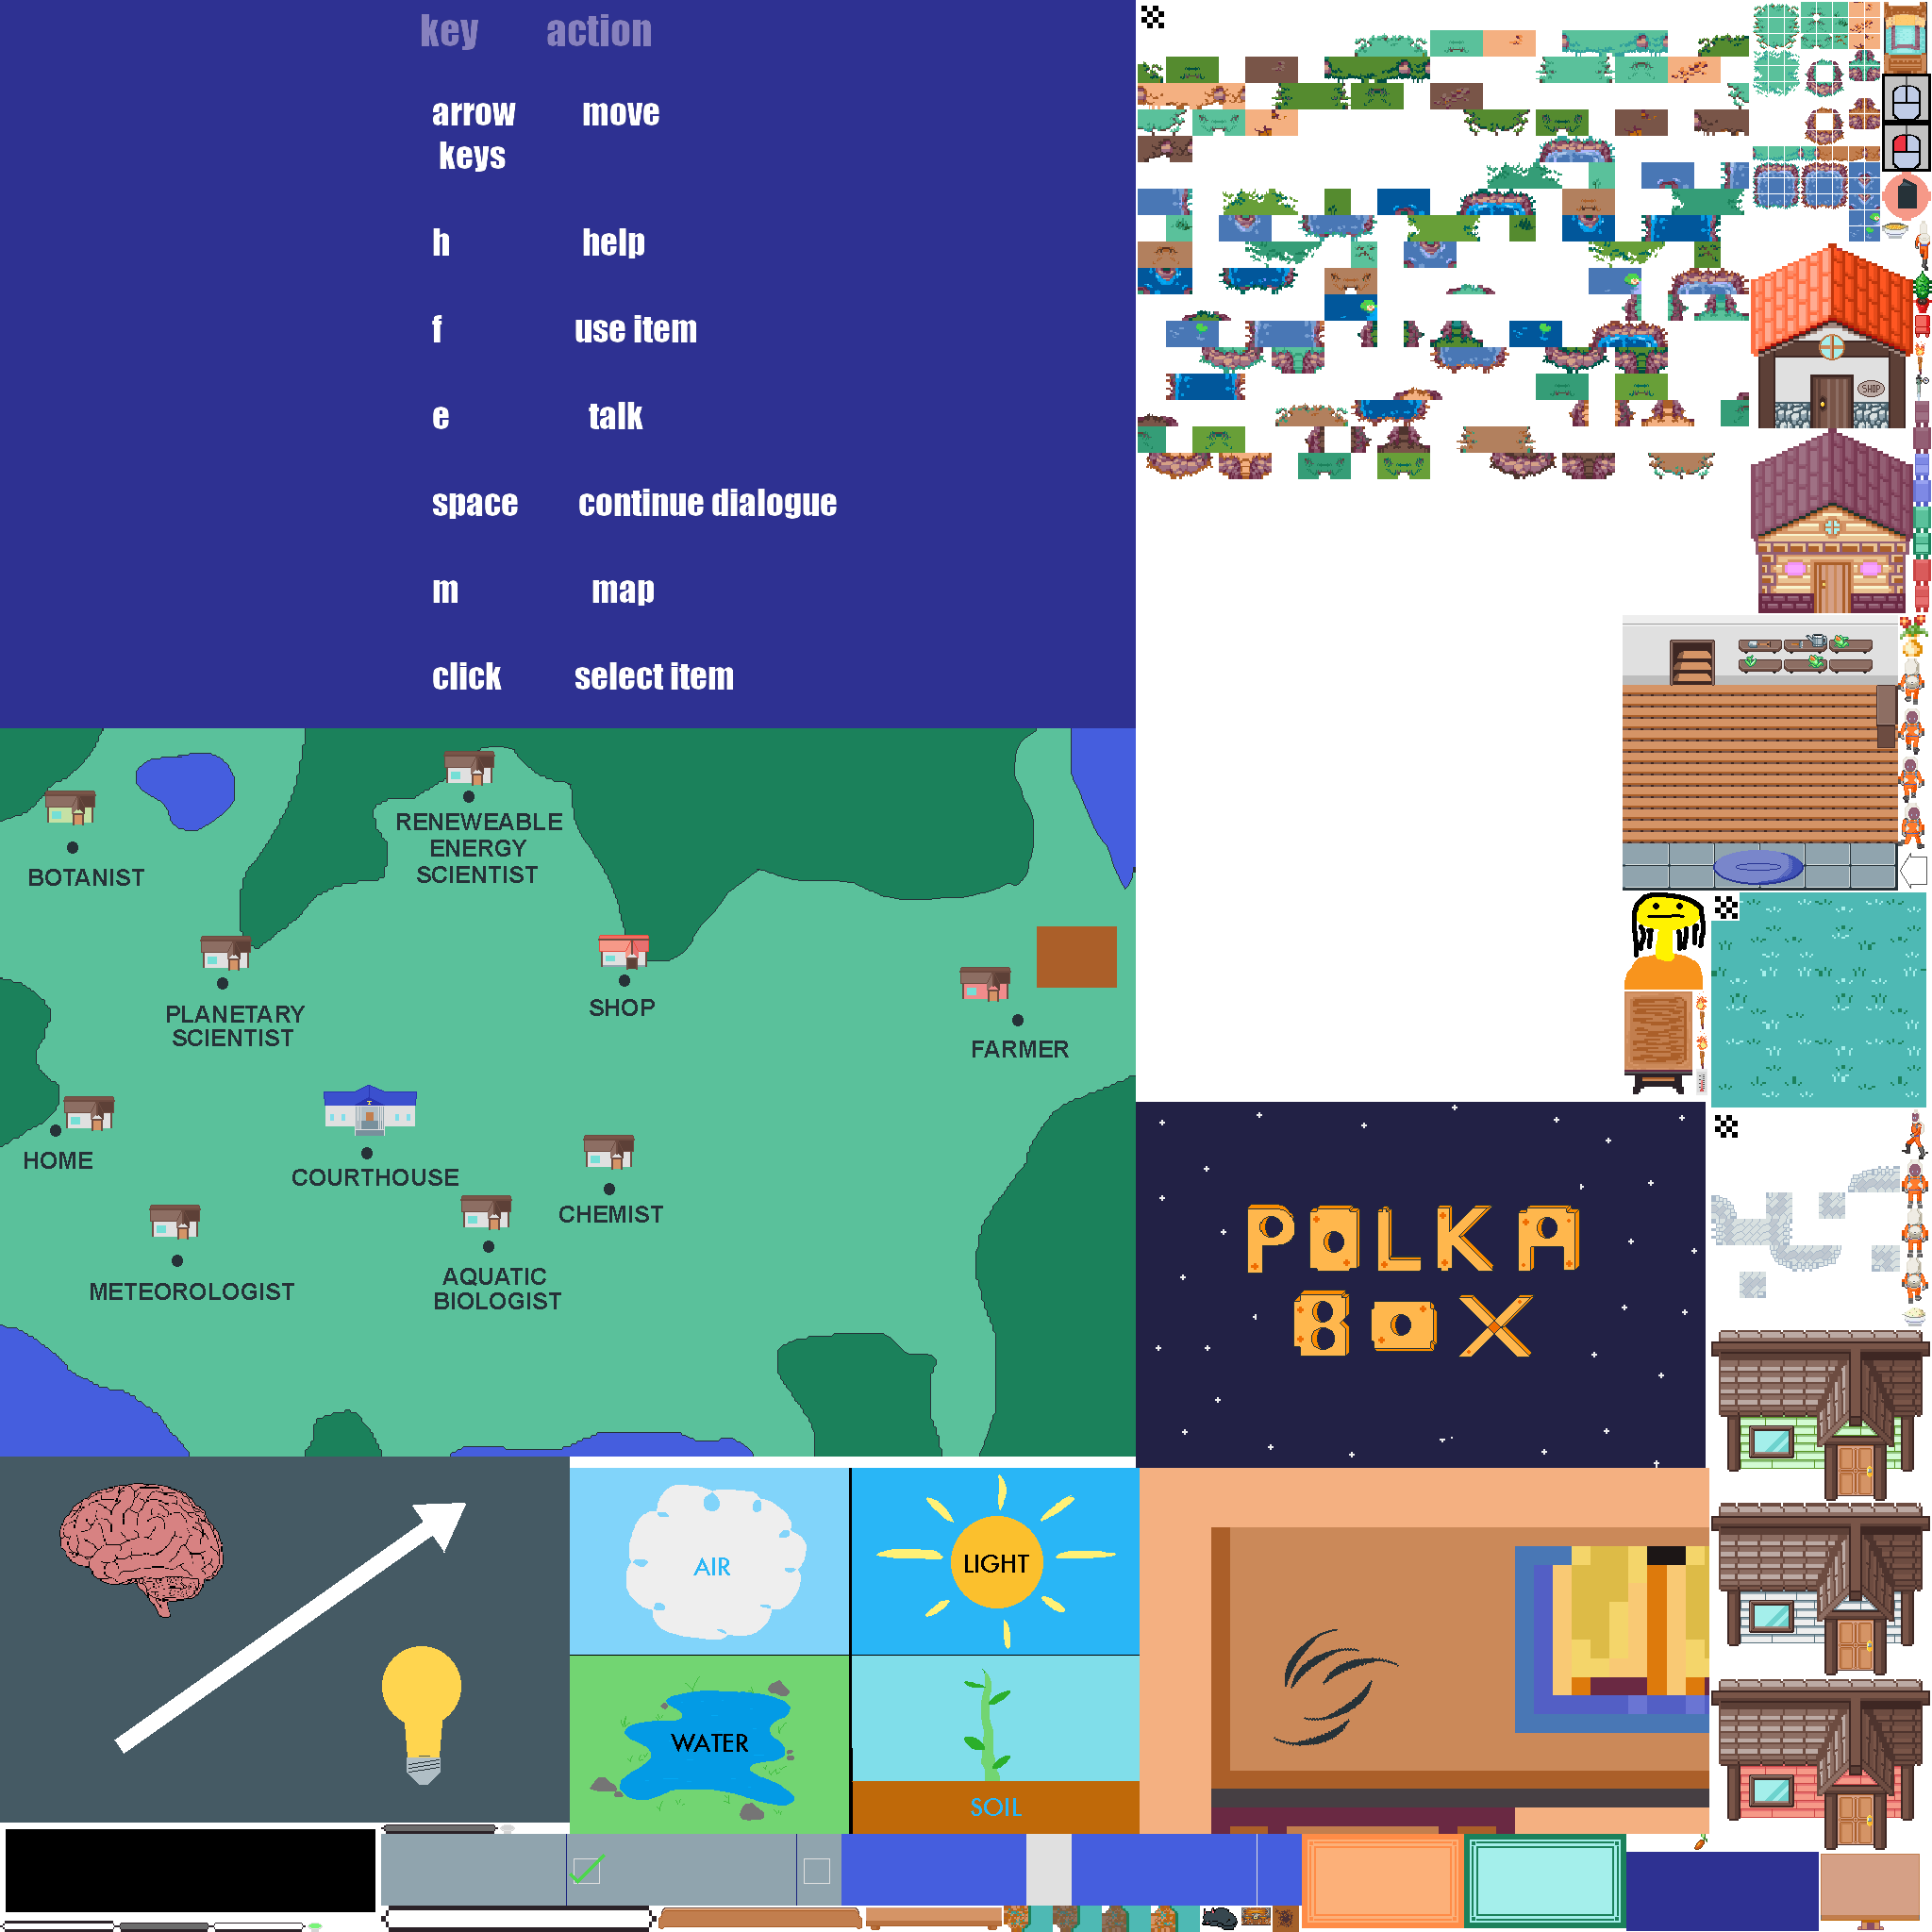 key action
arrow move
keys
h help
f use item
e talk
space continue dialogue
m map
click select item
SHOP
RENEWEABLE
ENERGY
SCIENTIST
BOTANIST
PLANETARY
SCIENTIST
SHOP
FARMER
HOME
COURTHOUSE
CHEMIST
METEOROLOGIST
AQUATIC
BIOLOGIST
POLKA
BOX
AIR
LIGHT
WATER
SOIL